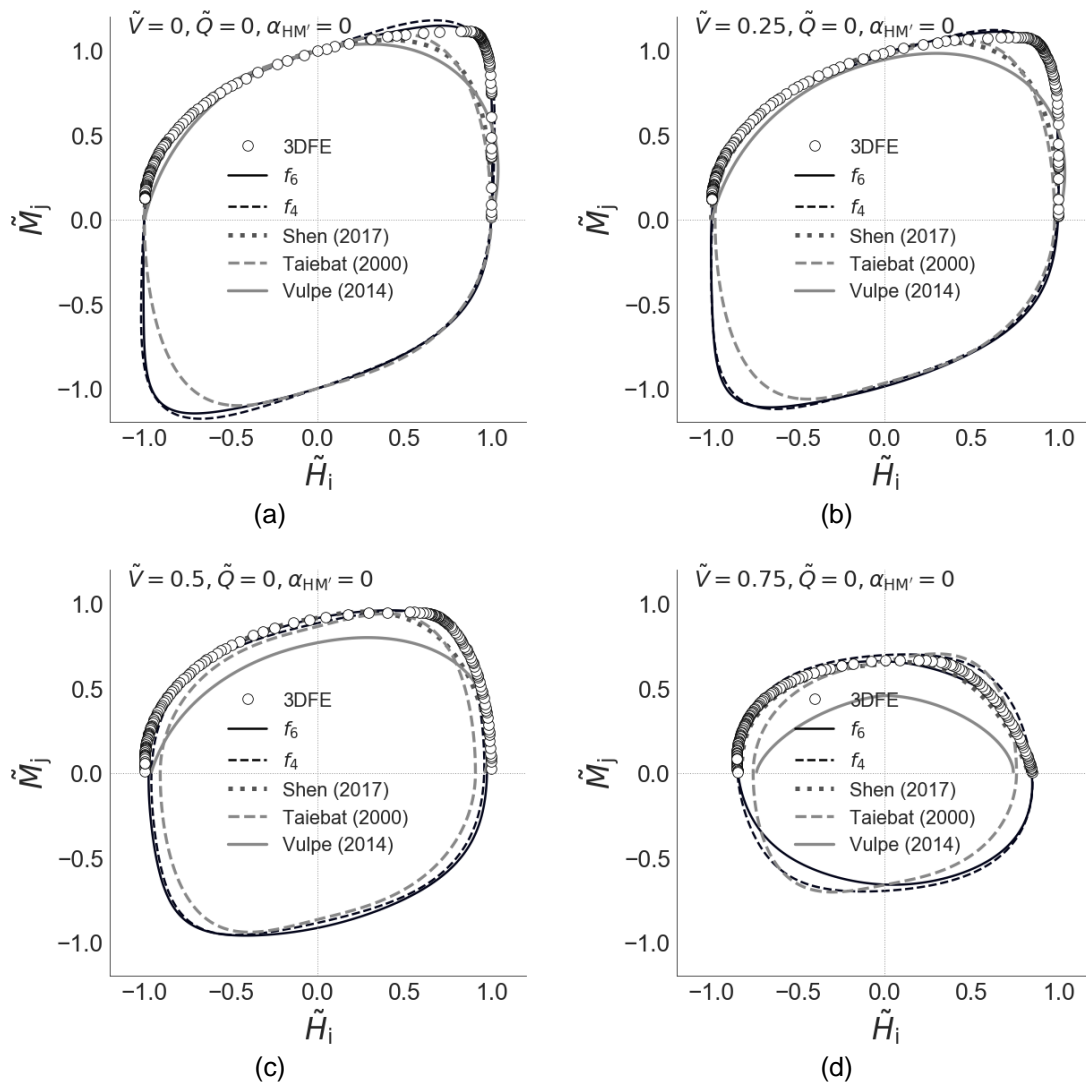 Ṽ = 0, Q̃ = 0, α_HM′ = 0
1.0
0.5
0.0
−0.5
−1.0
M̃_j
3DFE
f_6
f_4
Shen (2017)
Taiebat (2000)
Vulpe (2014)
−1.0 −0.5 0.0 0.5 1.0
H̃_i
(a)
Ṽ = 0.25, Q̃ = 0, α_HM′ = 0
1.0
0.5
0.0
−0.5
−1.0
M̃_j
3DFE
f_6
f_4
Shen (2017)
Taiebat (2000)
Vulpe (2014)
−1.0 −0.5 0.0 0.5 1.0
H̃_i
(b)
Ṽ = 0.5, Q̃ = 0, α_HM′ = 0
1.0
0.5
0.0
−0.5
−1.0
M̃_j
3DFE
f_6
f_4
Shen (2017)
Taiebat (2000)
Vulpe (2014)
−1.0 −0.5 0.0 0.5 1.0
H̃_i
(c)
Ṽ = 0.75, Q̃ = 0, α_HM′ = 0
1.0
0.5
0.0
−0.5
−1.0
M̃_j
3DFE
f_6
f_4
Shen (2017)
Taiebat (2000)
Vulpe (2014)
−1.0 −0.5 0.0 0.5 1.0
H̃_i
(d)